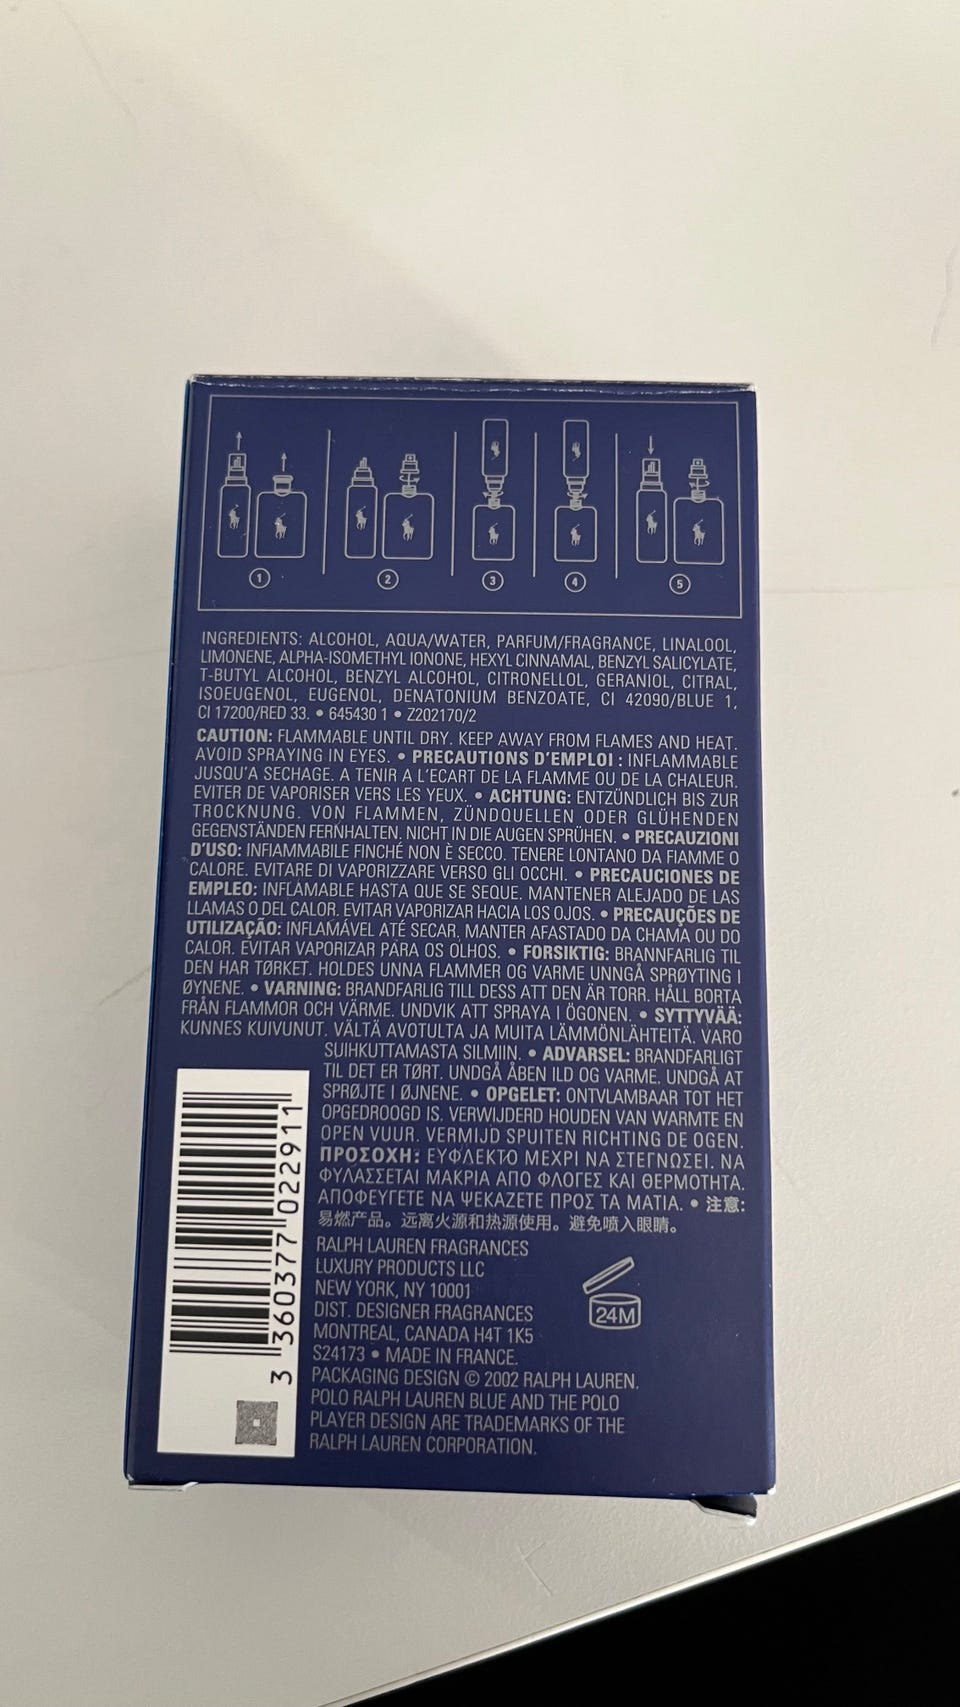 1
2
3
4
5
INGREDIENTS: ALCOHOL, AQUA/WATER, PARFUM/FRAGRANCE, LINALOOL,
LIMONENE, ALPHA-ISOMETHYL IONONE, HEXYL CINNAMAL, BENZYL SALICYLATE,
T-BUTYL ALCOHOL, BENZYL ALCOHOL, CITRONELLOL, GERANIOL, CITRAL,
ISOEUGENOL, EUGENOL, DENATONIUM BENZOATE, CI 42090/BLUE 1,
CI 17200/RED 33. • 645430 1 • Z202170/2
CAUTION: FLAMMABLE UNTIL DRY. KEEP AWAY FROM FLAMES AND HEAT.
AVOID SPRAYING IN EYES. • PRECAUTIONS D'EMPLOI : INFLAMMABLE
JUSQU'A SECHAGE. A TENIR A L'ECART DE LA FLAMME OU DE LA CHALEUR.
EVITER DE VAPORISER VERS LES YEUX. • ACHTUNG: ENTZÜNDLICH BIS ZUR
TROCKNUNG. VON FLAMMEN, ZÜNDQUELLEN ODER GLÜHENDEN
GEGENSTÄNDEN FERNHALTEN. NICHT IN DIE AUGEN SPRÜHEN. • PRECAUZIONI
D'USO: INFIAMMABILE FINCHÉ NON È SECCO. TENERE LONTANO DA FIAMME O
CALORE. EVITARE DI VAPORIZZARE VERSO GLI OCCHI. • PRECAUCIONES DE
EMPLEO: INFLAMABLE HASTA QUE SE SEQUE. MANTENER ALEJADO DE LAS
LLAMAS O DEL CALOR. EVITAR VAPORIZAR HACIA LOS OJOS. • PRECAUÇÕES DE
UTILIZAÇÃO: INFLAMÁVEL ATÉ SECAR. MANTER AFASTADO DA CHAMA OU DO
CALOR. EVITAR VAPORIZAR PARA OS OLHOS. • FORSIKTIG: BRANNFARLIG TIL
DEN HAR TØRKET. HOLDES UNNA FLAMMER OG VARME UNNGÅ SPRØYTING I
ØYNENE. • VARNING: BRANDFARLIG TILL DESS ATT DEN ÄR TORR. HÅLL BORTA
FRÅN FLAMMOR OCH VÄRME. UNDVIK ATT SPRAYA I ÖGONEN. • SYTTYVÄÄ:
KUNNES KUIVUNUT. VÄLTÄ AVOTULTA JA MUITA LÄMMÖNLÄHTEITÄ. VARO
SUIHKUTTAMASTA SILMIIN. • ADVARSEL: BRANDFARLIGT
TIL DET ER TØRT. UNDGÅ ÅBEN ILD OG VARME. UNDGÅ AT
SPRØJTE I ØJNENE. • OPGELET: ONTVLAMBAAR TOT HET
OPGEDROOGD IS. VERWIJDERD HOUDEN VAN WARMTE EN
OPEN VUUR. VERMIJD SPUITEN RICHTING DE OGEN.
ΠΡΟΣΟΧΗ: ΕΥΦΛΕΚΤΟ ΜΕΧΡΙ ΝΑ ΣΤΕΓΝΩΣΕΙ. ΝΑ
ΦΥΛΑΣΣΕΤΑΙ ΜΑΚΡΙΑ ΑΠΟ ΦΛΟΓΕΣ ΚΑΙ ΘΕΡΜΟΤΗΤΑ.
ΑΠΟΦΕΥΓΕΤΕ ΝΑ ΨΕΚΑΖΕΤΕ ΠΡΟΣ ΤΑ ΜΑΤΙΑ. • 注意:
易燃产品。远离火源和热源使用。避免喷入眼睛。
RALPH LAUREN FRAGRANCES
LUXURY PRODUCTS LLC
NEW YORK, NY 10001
DIST. DESIGNER FRAGRANCES
MONTREAL, CANADA H4T 1K5
S24173 • MADE IN FRANCE.
PACKAGING DESIGN © 2002 RALPH LAUREN.
POLO RALPH LAUREN BLUE AND THE POLO
PLAYER DESIGN ARE TRADEMARKS OF THE
RALPH LAUREN CORPORATION.
24M
3 360377 022911